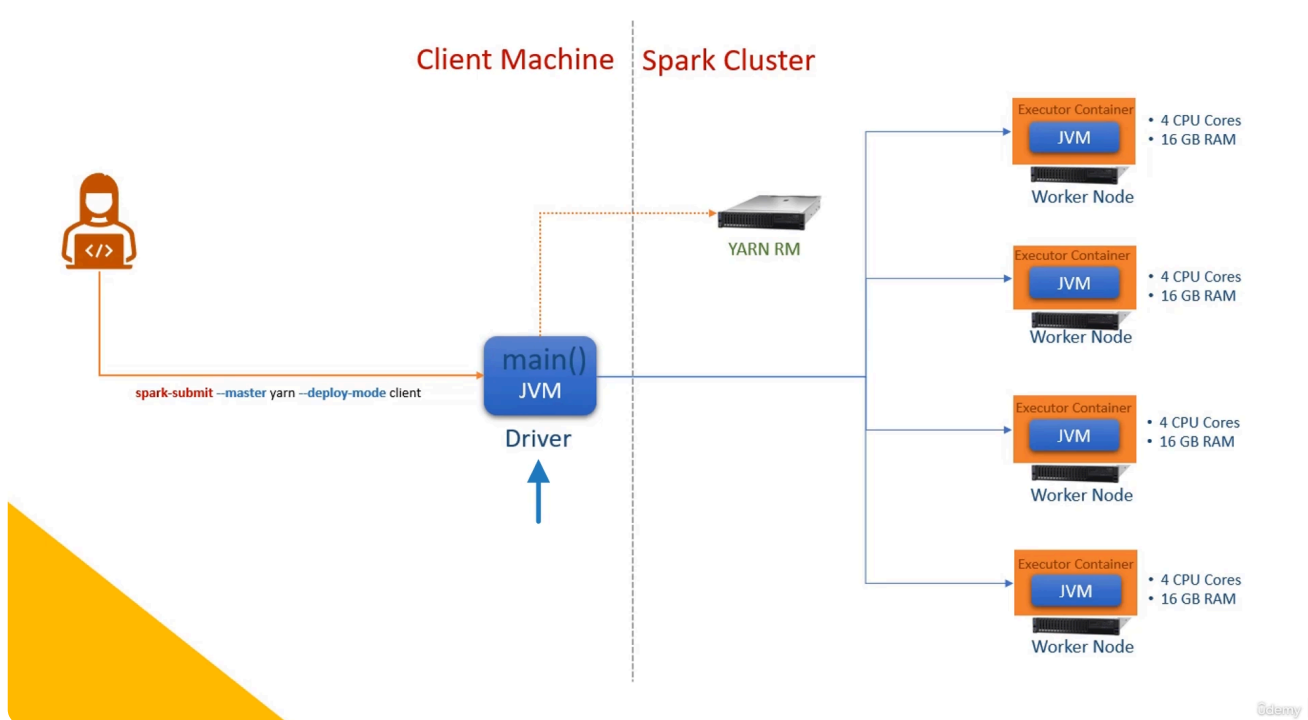 Client Machine
Spark Cluster
Executor Container
JVM
• 4 CPU Cores
• 16 GB RAM
Worker Node
</>
YARN RM
Executor Container
JVM
• 4 CPU Cores
• 16 GB RAM
Worker Node
main()
JVM
spark-submit --master yarn --deploy-mode client
Driver
Executor Container
JVM
• 4 CPU Cores
• 16 GB RAM
Worker Node
Executor Container
JVM
• 4 CPU Cores
• 16 GB RAM
Worker Node
ûdemy